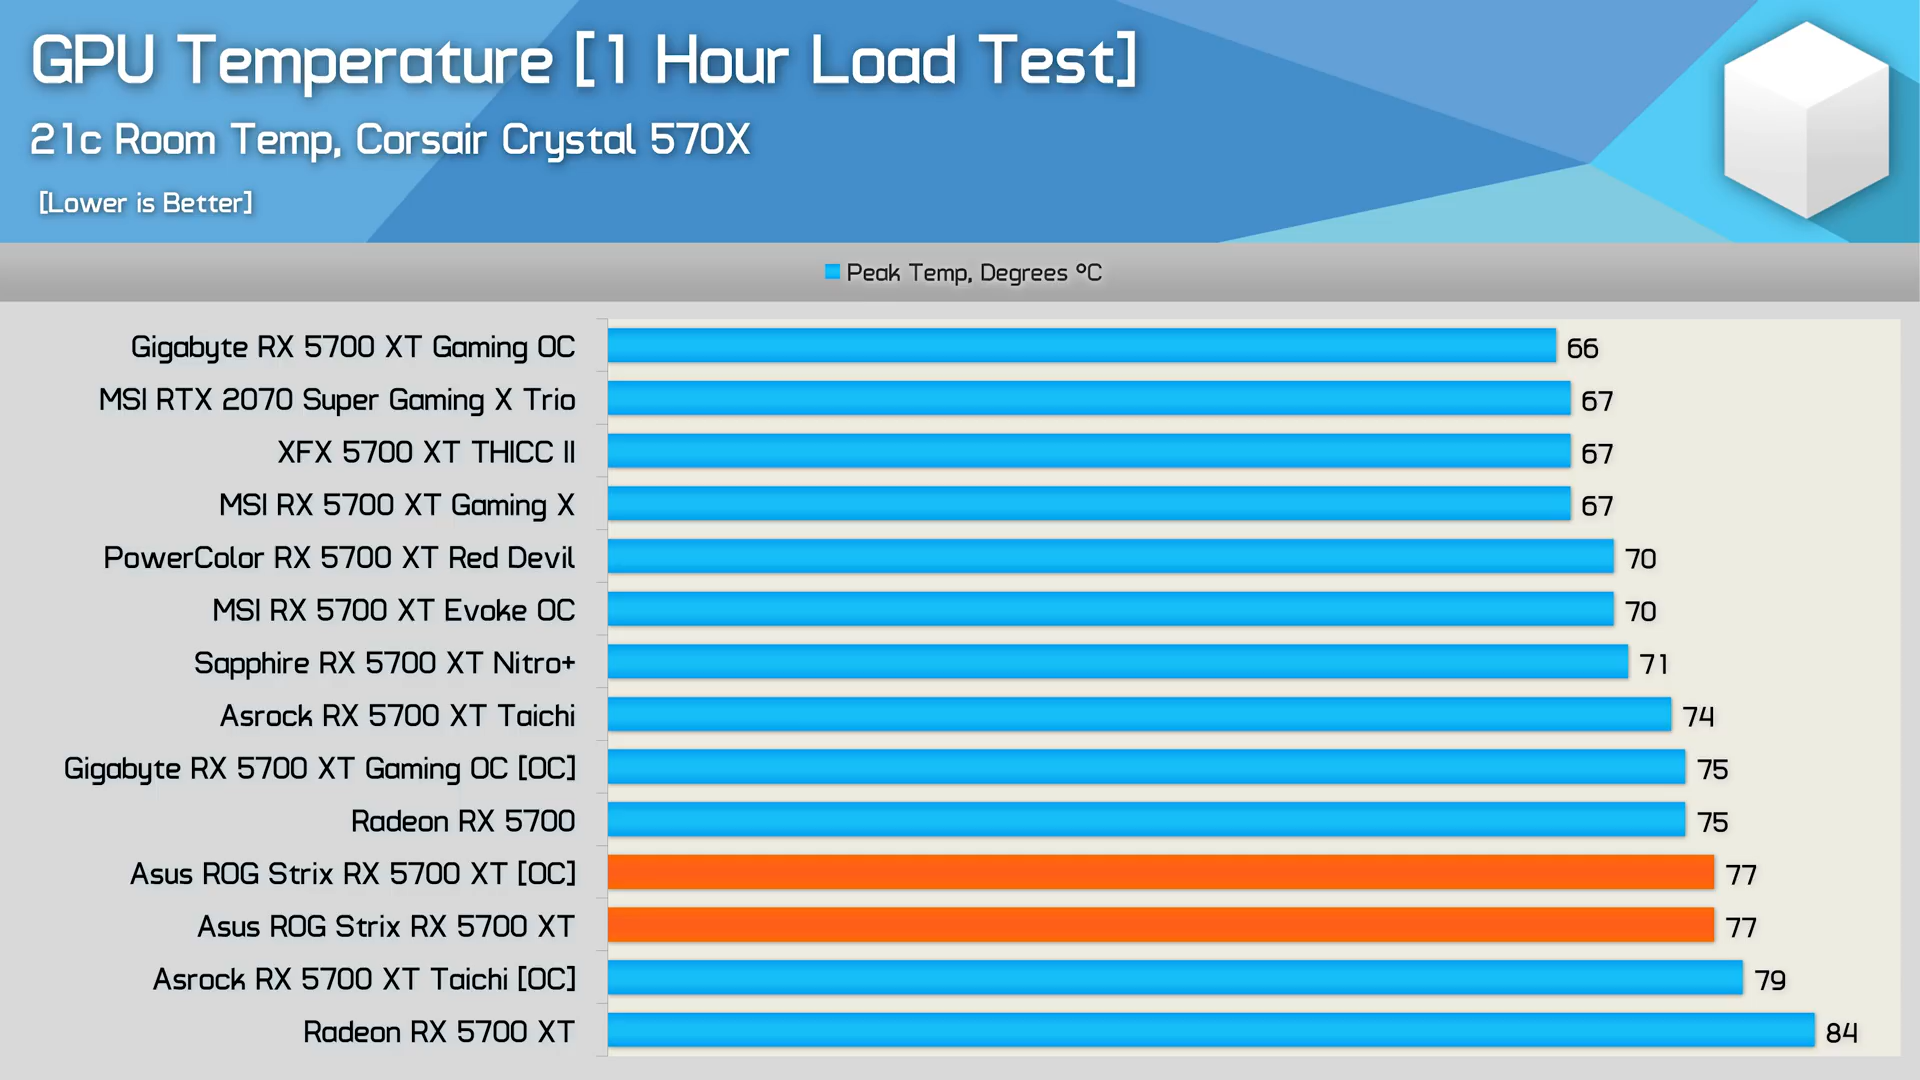 GPU Temperature [1 Hour Load Test]
21c Room Temp, Corsair Crystal 570X
[Lower is Better]
Peak Temp, Degrees ºC
Gigabyte RX 5700 XT Gaming OC 66
MSI RTX 2070 Super Gaming X Trio 67
XFX 5700 XT THICC II 67
MSI RX 5700 XT Gaming X 67
PowerColor RX 5700 XT Red Devil 70
MSI RX 5700 XT Evoke OC 70
Sapphire RX 5700 XT Nitro+ 71
Asrock RX 5700 XT Taichi 74
Gigabyte RX 5700 XT Gaming OC [OC] 75
Radeon RX 5700 75
Asus ROG Strix RX 5700 XT [OC] 77
Asus ROG Strix RX 5700 XT 77
Asrock RX 5700 XT Taichi [OC] 79
Radeon RX 5700 XT 84